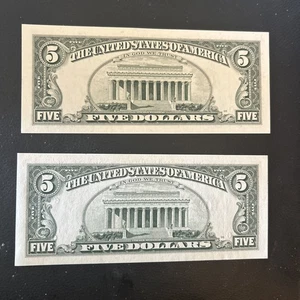 5 THE UNITED STATES OF AMERICA 5
IN GOD WE TRUST
FIVE FIVE DOLLARS FIVE
5 THE UNITED STATES OF AMERICA 5
IN GOD WE TRUST
FIVE FIVE DOLLARS FIVE